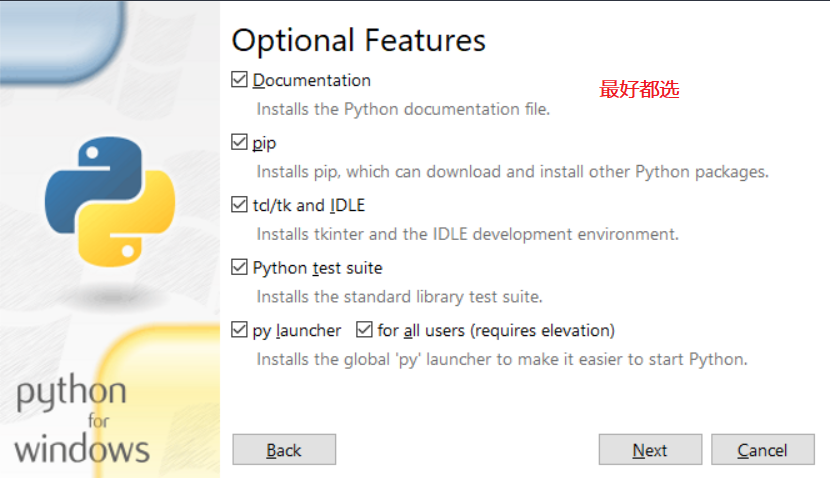 Optional Features
Documentation
最好都选
Installs the Python documentation file.
pip
Installs pip, which can download and install other Python packages.
tcl/tk and IDLE
Installs tkinter and the IDLE development environment.
Python test suite
Installs the standard library test suite.
py launcher for all users (requires elevation)
Installs the global 'py' launcher to make it easier to start Python.
python
for
windows
Back Next Cancel